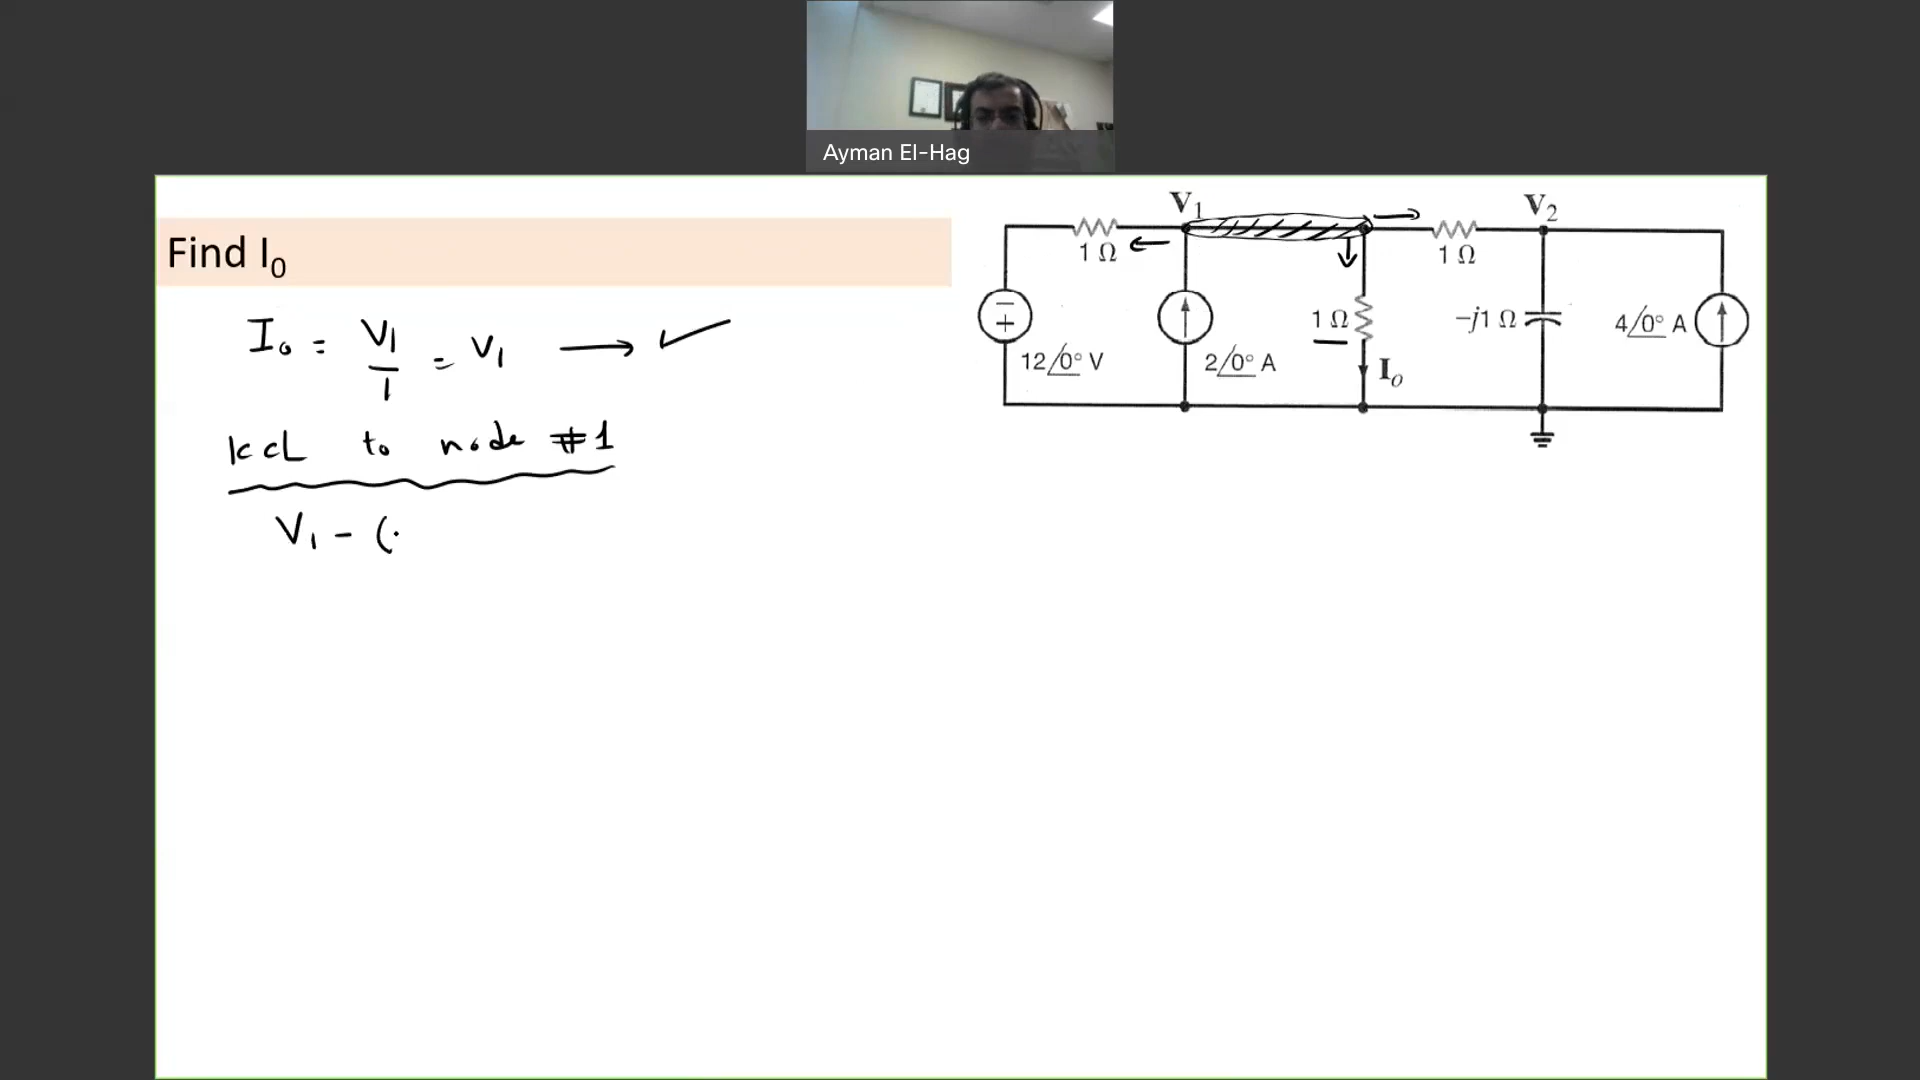 Ayman El-Hag
Find I₀
V₁ V₂
1 Ω 1 Ω
1 Ω -j1 Ω 4/0° A
12/0° V 2/0° A I₀
I₀ = V₁/1 = V₁ → ✓
KCL to node #1
V₁ - (